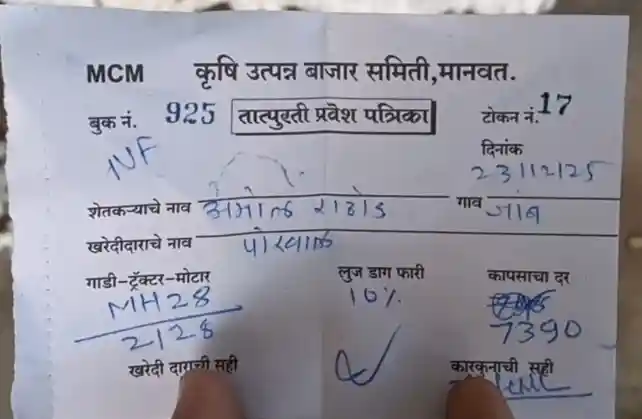 MCM कृषि उत्पन्न बाजार समिती,मानवत.
बुक नं. 925 तात्पुरती प्रवेश पत्रिका टोकन नं. 17
NF
दिनांक
23/12/25
शेतकऱ्याचे नाव अमोल राठोड गाव जांब
खरेदीदाराचे नाव पोरवाल
गाडी-ट्रॅक्टर-मोटार लुज डाग फारी कापसाचा दर
MH28 10%
2128 7390
खरेदी दाराची सही कारकुनाची सही